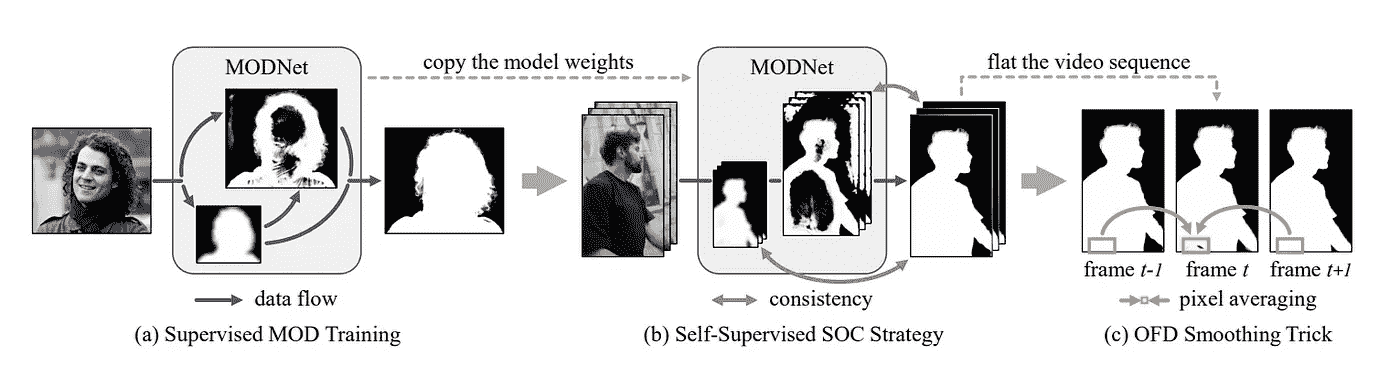 MODNet
copy the model weights
MODNet
flat the video sequence
frame t-1
frame t
frame t+1
data flow
consistency
pixel averaging
(a) Supervised MOD Training
(b) Self-Supervised SOC Strategy
(c) OFD Smoothing Trick